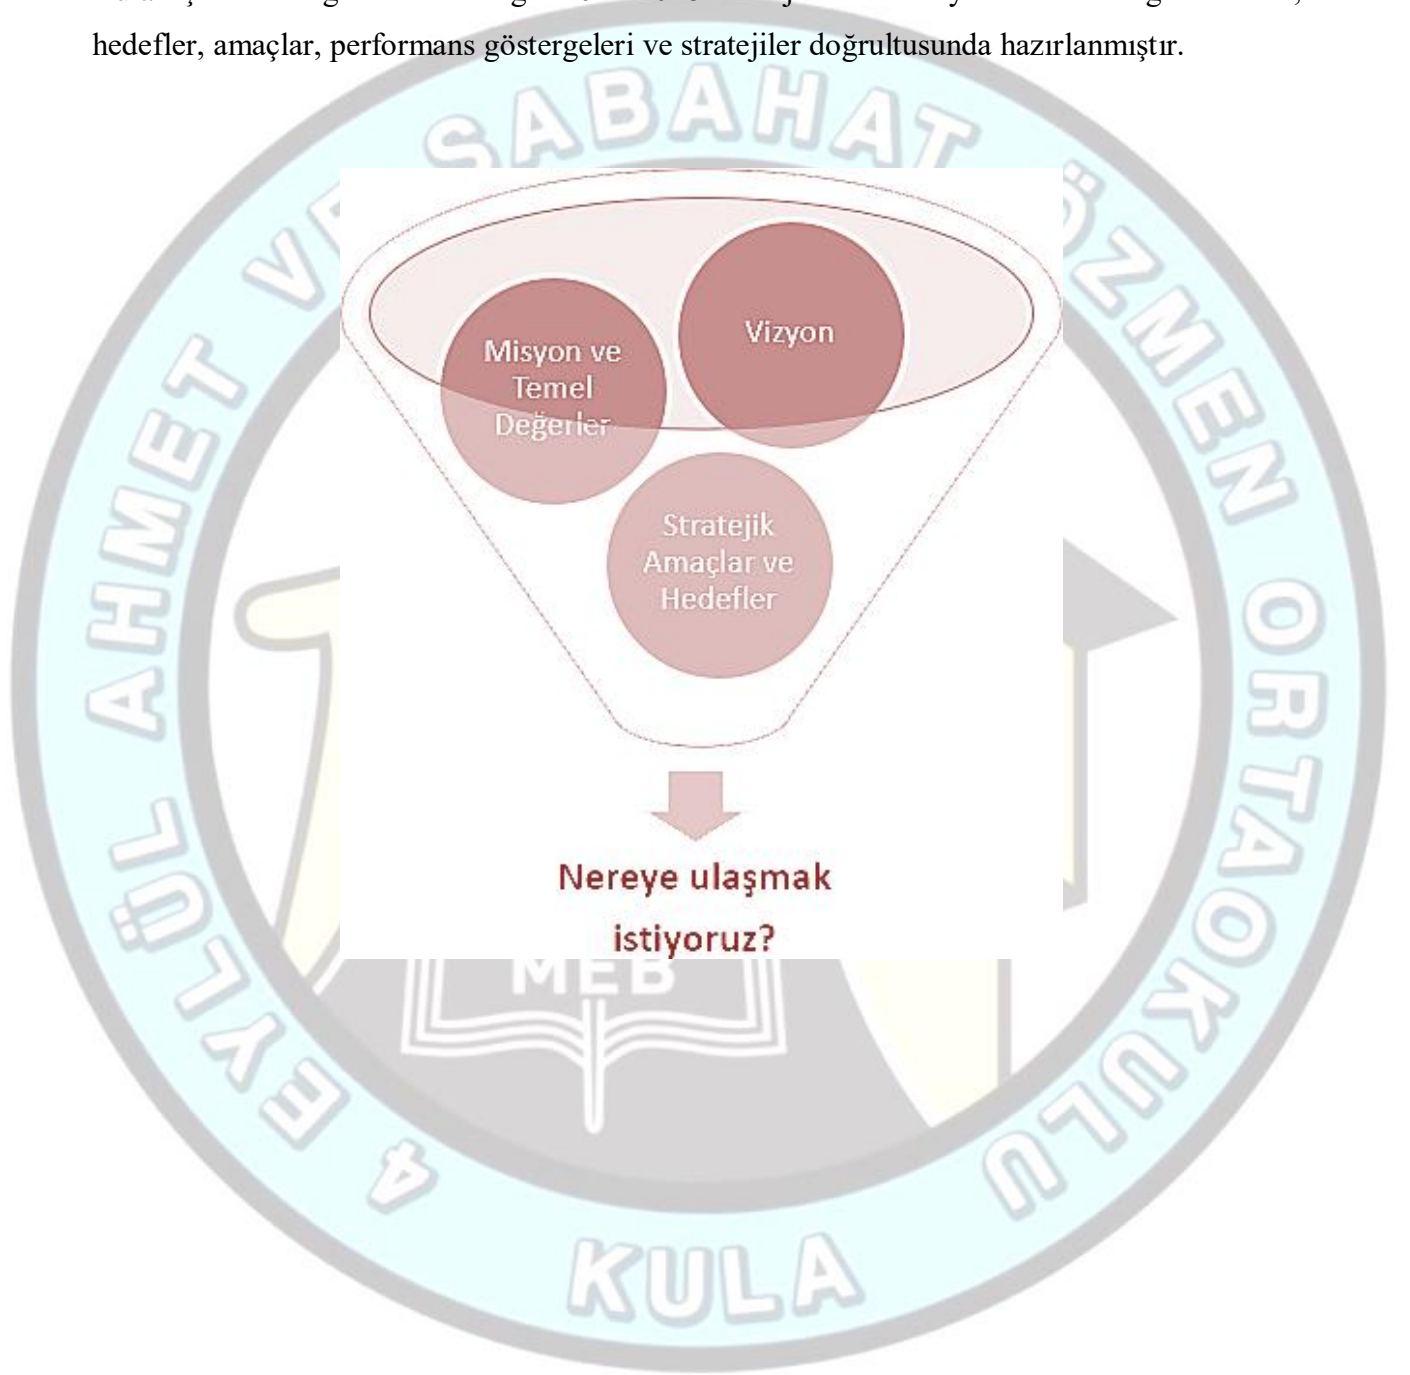 hedefler, amaçlar, performans göstergeleri ve stratejiler doğrultusunda hazırlanmıştır.
4 EYLÜL AHMET VE SABAHAT ÖZMEN ORTAOKULU
Misyon ve
Temel
Değerler
Vizyon
Stratejik
Amaçlar ve
Hedefler
Nereye ulaşmak
istiyoruz?
MEB
KULA